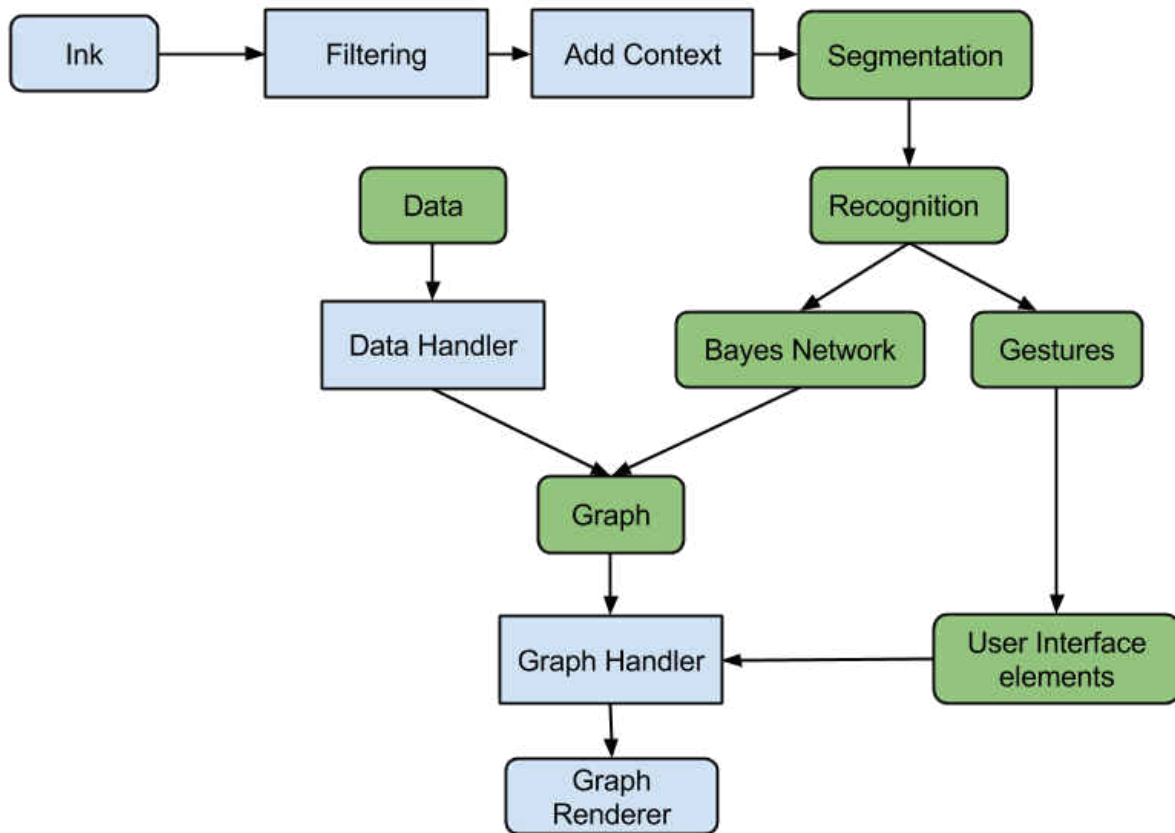 Ink
Filtering
Add Context
Segmentation
Data
Recognition
Data Handler
Bayes Network
Gestures
Graph
Graph Handler
User Interface
elements
Graph
Renderer